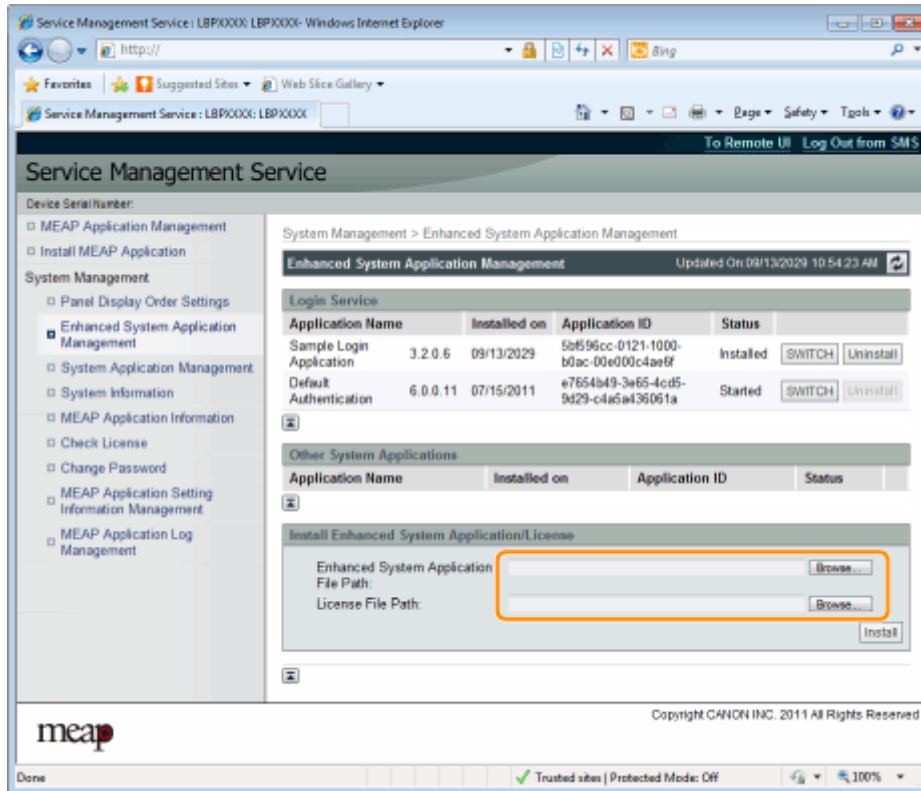 Service Management Service : LBPXXXX: LBPXXXX- Windows Internet Explorer
http://
Bing
Favorites Suggested Sites Web Slice Gallery
Service Management Service : LBPXXXX: LBPXXXX
Page Safety Tools
To Remote UI Log Out from SMS
Service Management Service
Device Serial Number:
MEAP Application Management
Install MEAP Application
System Management
Panel Display Order Settings
Enhanced System Application
Management
System Application Management
System Information
MEAP Application Information
Check License
Change Password
MEAP Application Setting
Information Management
MEAP Application Log
Management
System Management > Enhanced System Application Management
Enhanced System Application Management Updated On:09/13/2029 10:54:23 AM
Login Service
Application Name Installed on Application ID Status
Sample Login
Application 3.2.0.6 09/13/2029 5bf596cc-0121-1000-
b0ac-00e000c4ae6f Installed SWITCH Uninstall
Default
Authentication 6.0.0.11 07/15/2011 e7654b49-3e65-4cd5-
9d29-c4a5a436061a Started SWITCH Uninstall
Other System Applications
Application Name Installed on Application ID Status
Install Enhanced System Application/License
Enhanced System Application
File Path: Browse...
License File Path: Browse...
Install
Copyright CANON INC. 2011 All Rights Reserved
meap
Done Trusted sites | Protected Mode: Off 100%